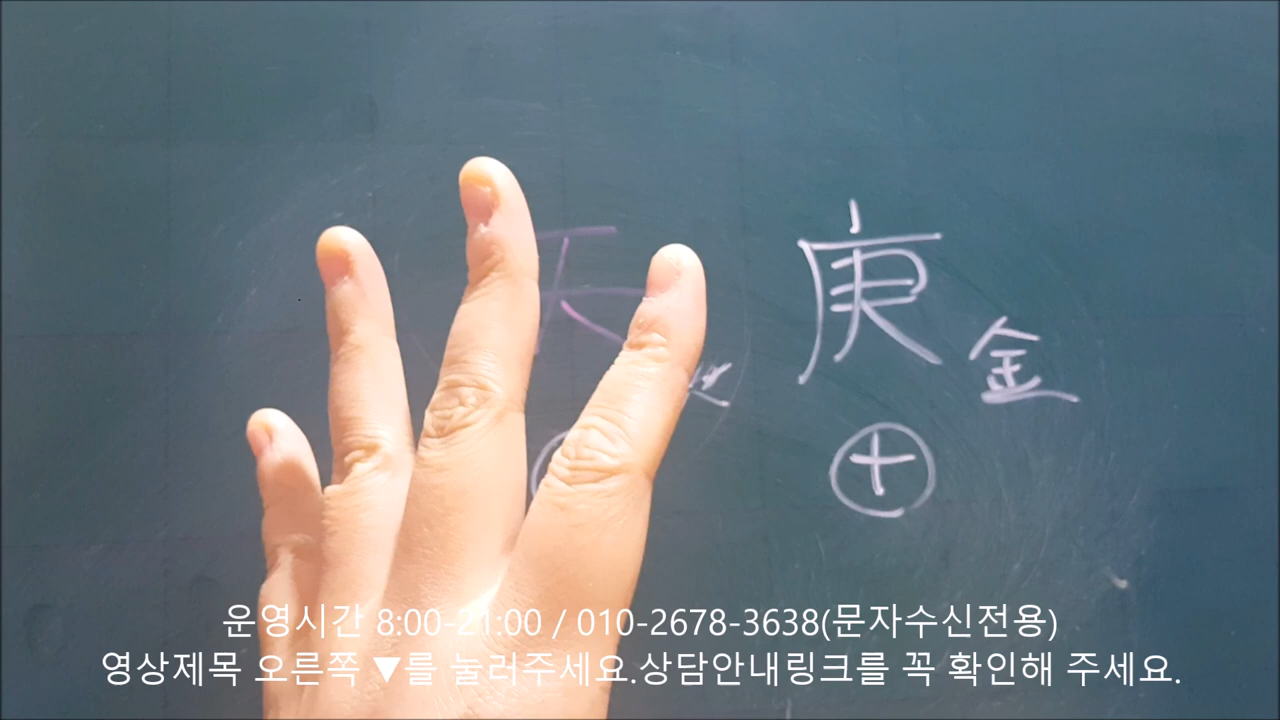 庚
金
+
운영시간 8:00-21:00 / 010-2678-3638(문자수신전용)
영상제목 오른쪽 ▼를 눌러주세요.상담안내링크를 꼭 확인해 주세요.